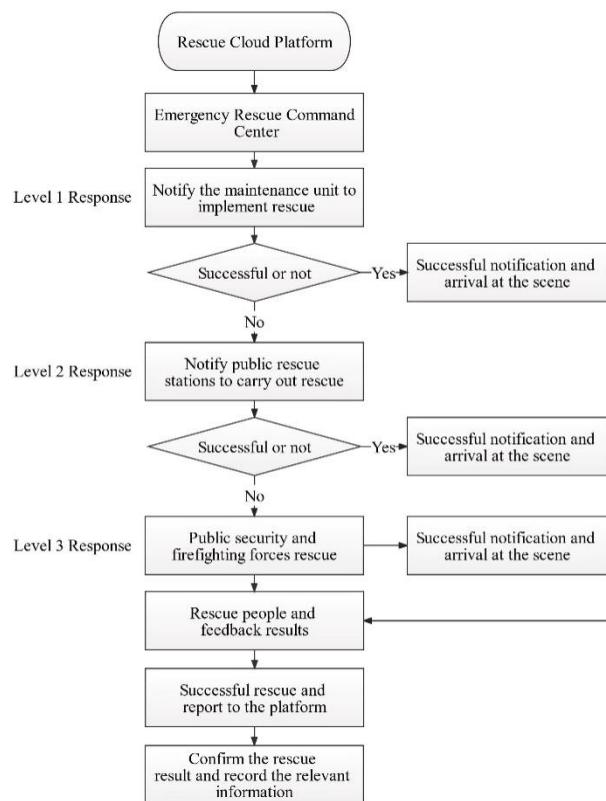 Rescue Cloud Platform
Emergency Rescue Command
Center
Level 1 Response
Notify the maintenance unit to
implement rescue
Successful or not
Yes
Successful notification and
arrival at the scene
No
Level 2 Response
Notify public rescue
stations to carry out rescue
Successful or not
Yes
Successful notification and
arrival at the scene
No
Level 3 Response
Public security and
firefighting forces rescue
Successful notification and
arrival at the scene
Rescue people and
feedback results
Successful rescue and
report to the platform
Confirm the rescue
result and record the relevant
information